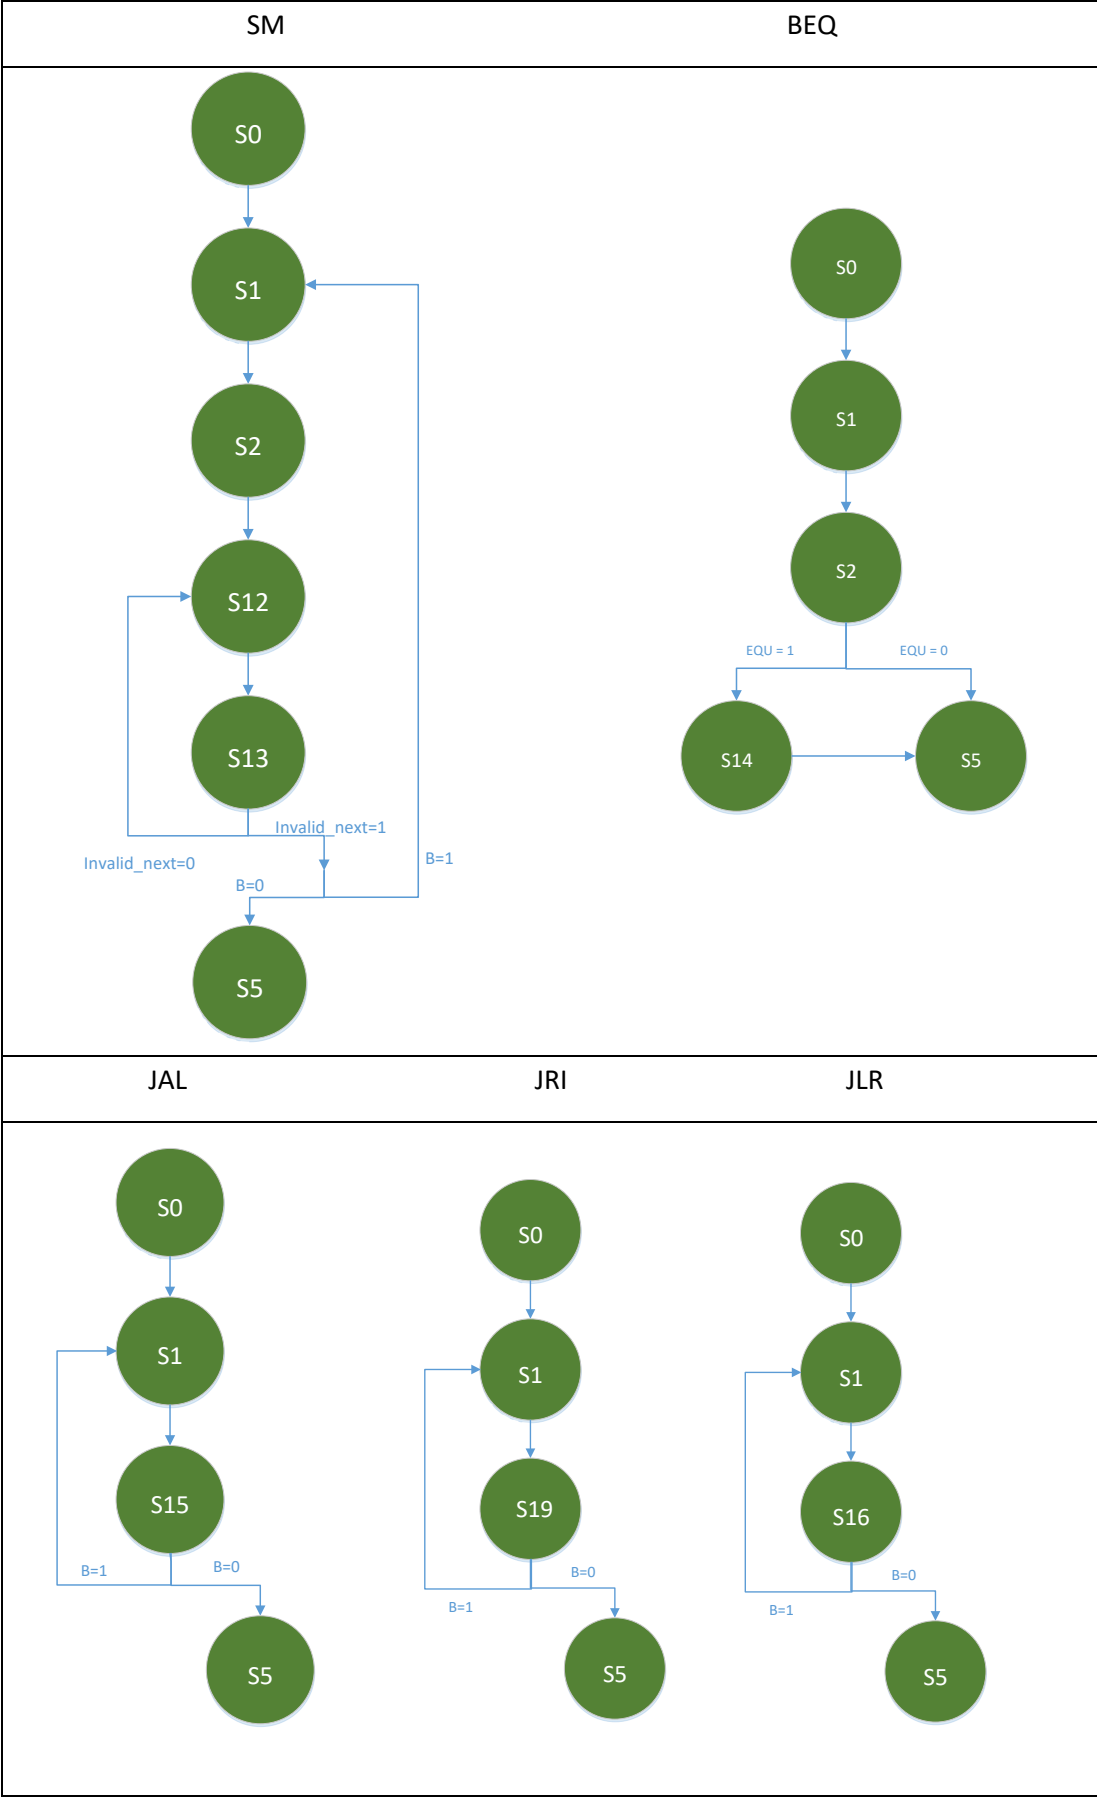 SM
BEQ
S0
S1
S2
S12
S13
Invalid_next=1
Invalid_next=0
B=1
B=0
S5
S0
S1
S2
EQU = 1
EQU = 0
S14
S5
JAL
JRI
JLR
S0
S1
S15
B=1
B=0
S5
S0
S1
S19
B=0
B=1
S5
S0
S1
S16
B=0
B=1
S5